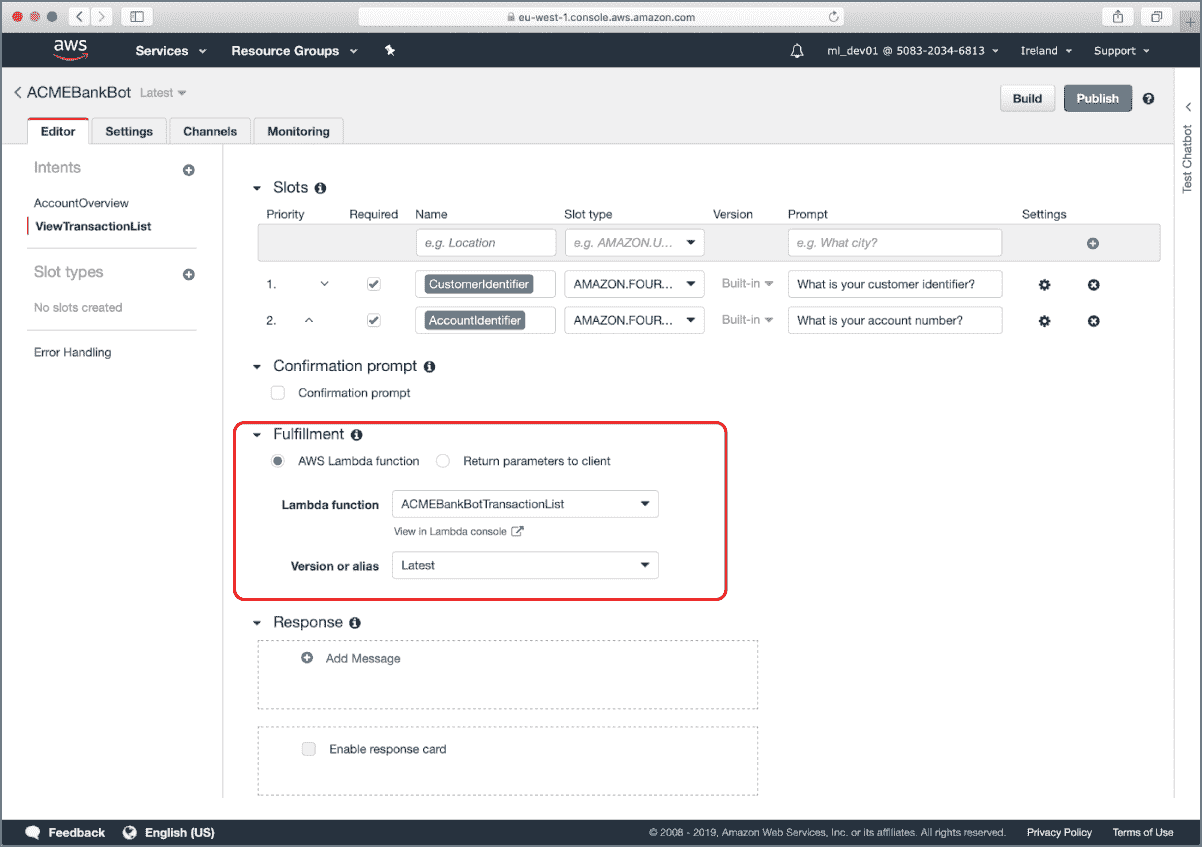 eu-west-1.console.aws.amazon.com
aws Services Resource Groups ml_dev01 @ 5083-2034-6813 Ireland Support
ACMEBankBot Latest Build Publish
Editor Settings Channels Monitoring
Test Chatbot
Intents
AccountOverview
ViewTransactionList
Slot types
No slots created
Error Handling
Slots
Priority Required Name Slot type Version Prompt Settings
e.g. Location e.g. AMAZON.U... e.g. What city?
1. CustomerIdentifier AMAZON.FOUR... Built-in What is your customer identifier?
2. AccountIdentifier AMAZON.FOUR... Built-in What is your account number?
Confirmation prompt
Confirmation prompt
Fulfillment
AWS Lambda function Return parameters to client
Lambda function ACMEBankBotTransactionList
View in Lambda console
Version or alias Latest
Response
Add Message
Enable response card
Feedback English (US) © 2008 - 2019, Amazon Web Services, Inc. or its affiliates. All rights reserved. Privacy Policy Terms of Use